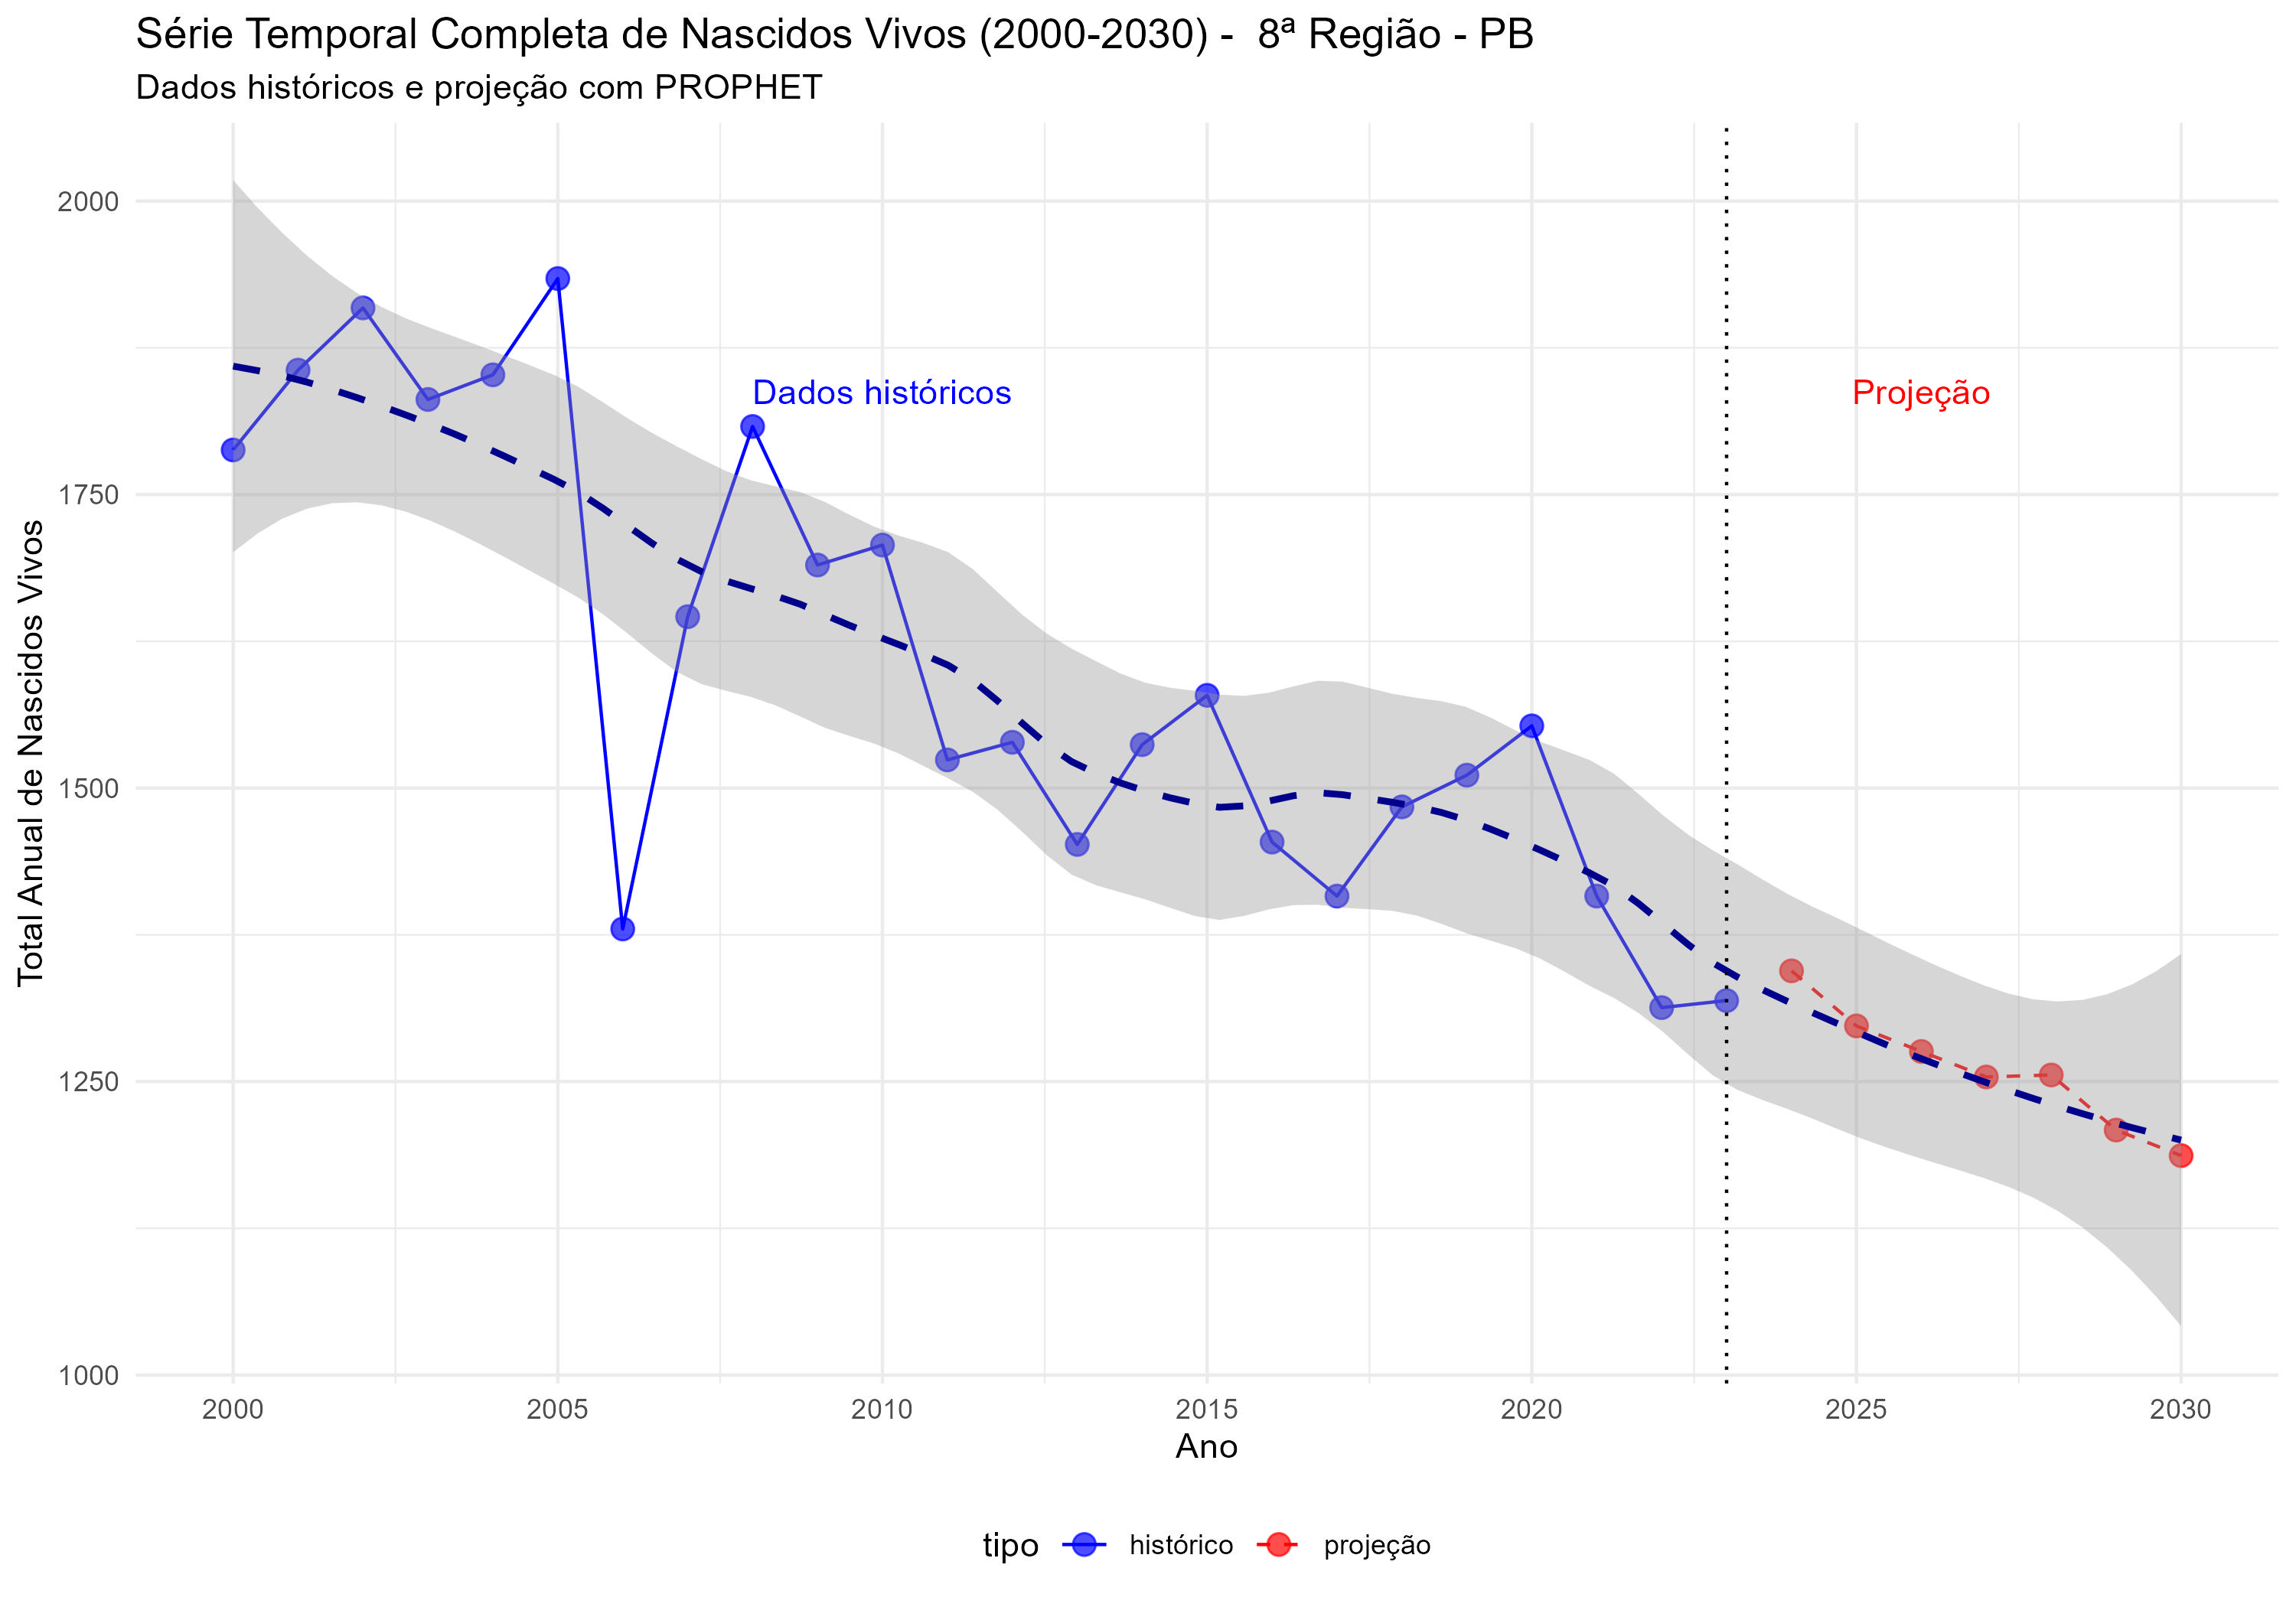 Série Temporal Completa de Nascidos Vivos (2000-2030) -  8ª Região - PB
Dados históricos e projeção com PROPHET
Total Anual de Nascidos Vivos
2000
1750
1500
1250
1000
Dados históricos
Projeção
2000
2005
2010
2015
2020
2025
2030
Ano
tipo
histórico
projeção